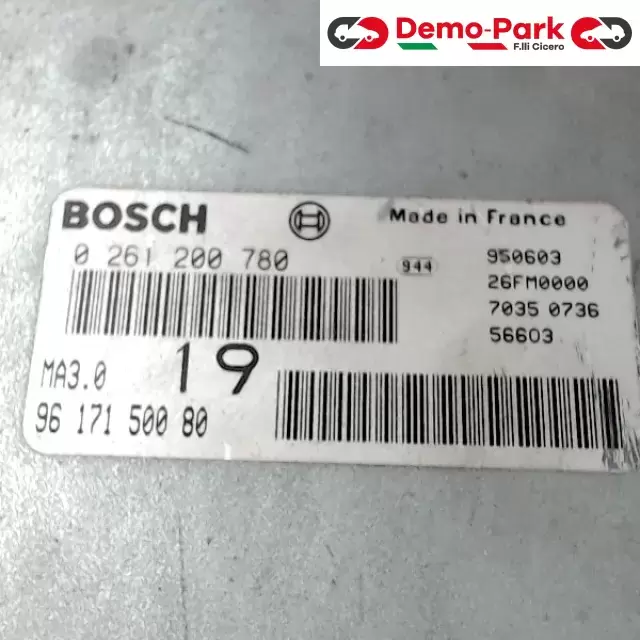 Demo-Park
F.lli Cicero
BOSCH
Made in France
0 261 200 780
944
950603
26FM0000
7035 0736
56603
MA3.0
19
96 171 500 80